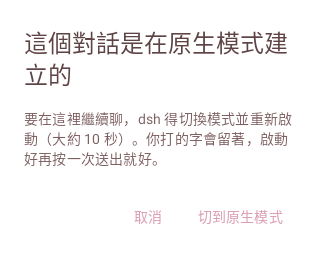 這個對話是在原生模式建
立的
要在這裡繼續聊，dsh 得切換模式並重新啟
動（大約 10 秒）。你打的字會留著，啟動
好再按一次送出就好。
取消 切到原生模式